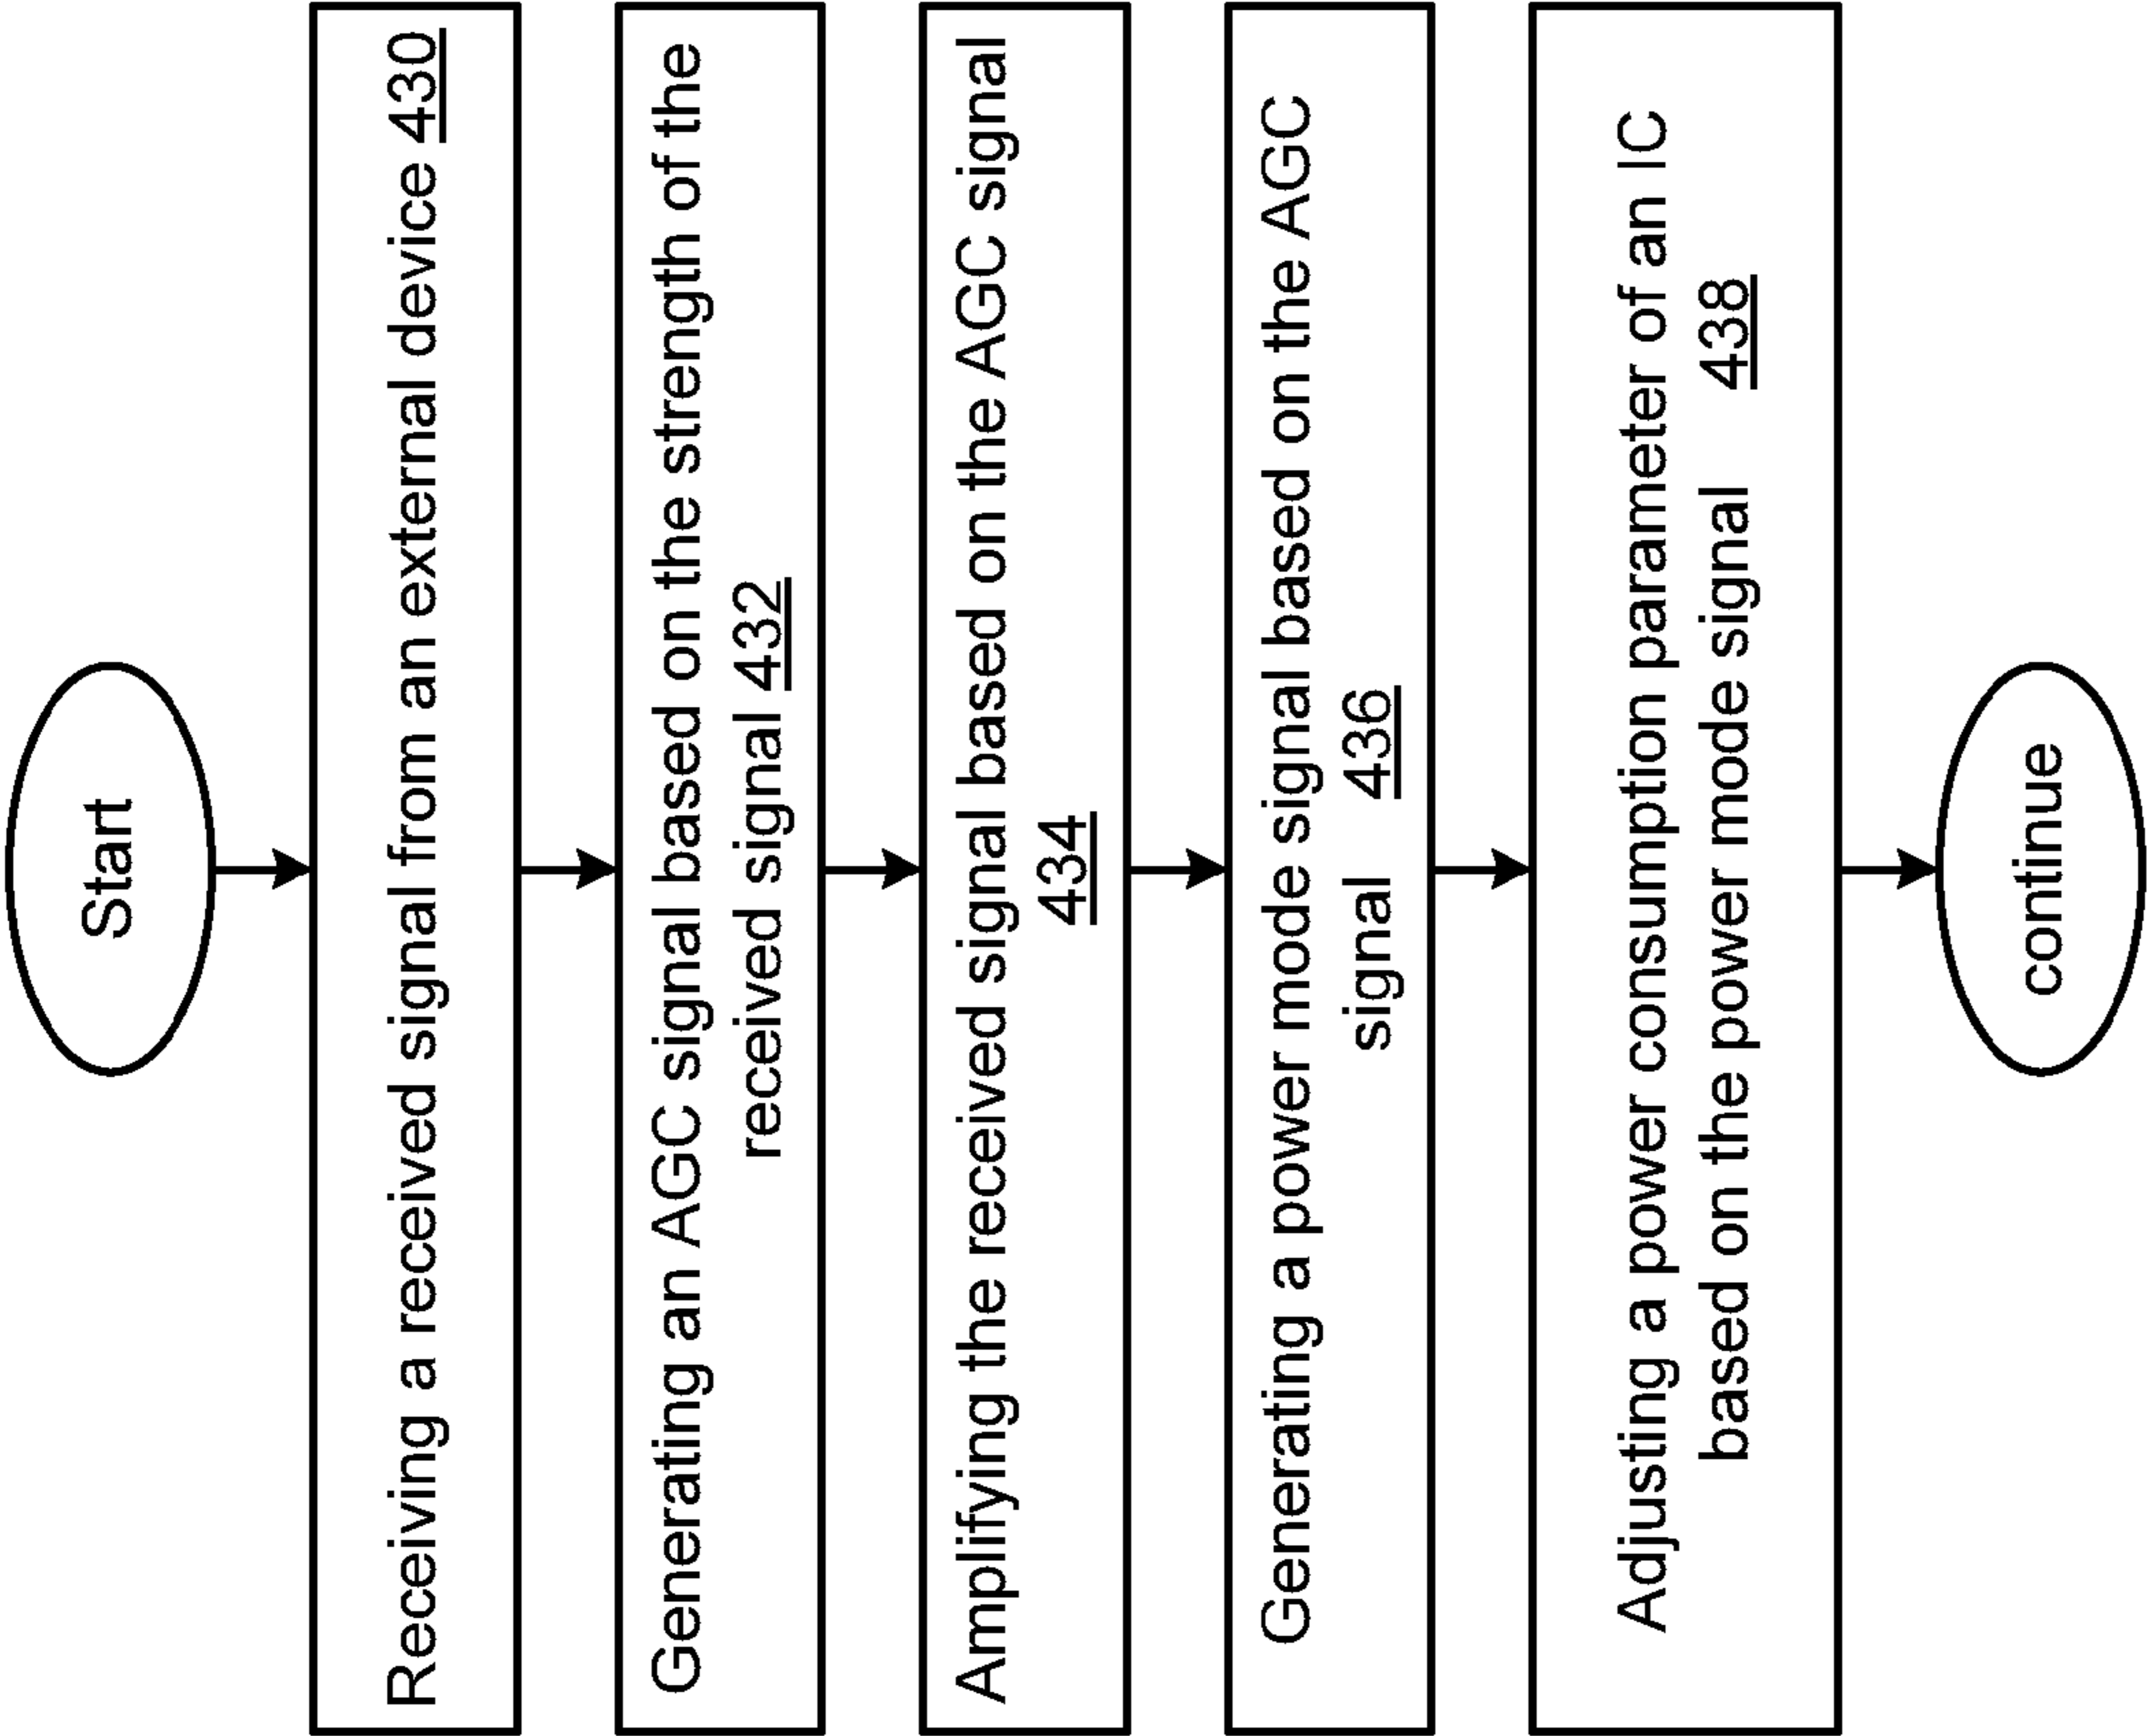 Start
Receiving a received signal from an external device 430
Generating an AGC signal based on the strength of the
received signal 432
Amplifying the received signal based on the AGC signal
434
Generating a power mode signal based on the AGC
signal 436
Adjusting a power consumption parameter of an IC
based on the power mode signal 438
continue